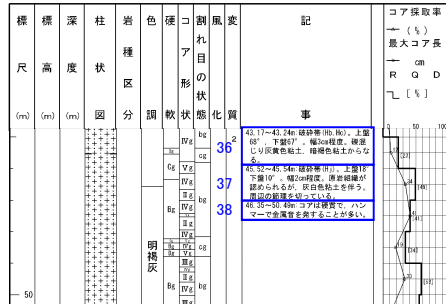 標尺 (m)
標高 (m)
深度 (m)
柱状図
岩種区分
色調
硬軟
コア形状
割れ目の状態
風化
変質
記事
コア採取率
(%)
最大コア長
cm
R Q D
[%]
0 50 100
36
2
43.17~43.24m:破砕帯(Hb.Hc)。上盤
68°、下盤67°。幅3cm程度。礫混
じり灰黄色粘土、暗褐色粘土からな
る。
37
45.52~45.54m:破砕帯(Hj)。上盤18°
下盤10°。幅2cm程度。原岩組織が
認められるが、灰白色粘土を伴う。
周辺の節理を切っている。
38
46.35~50.49m:コアは硬質で、ハン
マーで金属音を発することが多い。
Ⅳg
Cg
Ⅴg
Ⅳg
Ⅴg
Bg
Ⅱg
Ⅳg
bg
cg
bg
cg
bg
明褐灰
Bg
Ⅲg
Ⅱg
Ⅳg
50